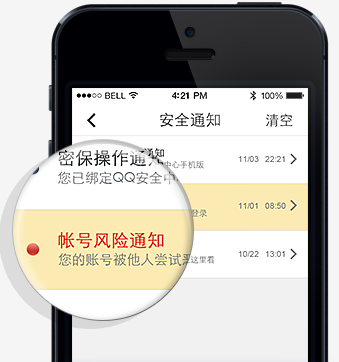 BELL 4:21 PM 100%
安全通知 清空
密保操作通知 通知
您已绑定QQ安全中 中心手机版 11/03 22:21
登录 11/01 08:50
帐号风险通知
您的账号被他人尝试 这里看 10/22 13:01